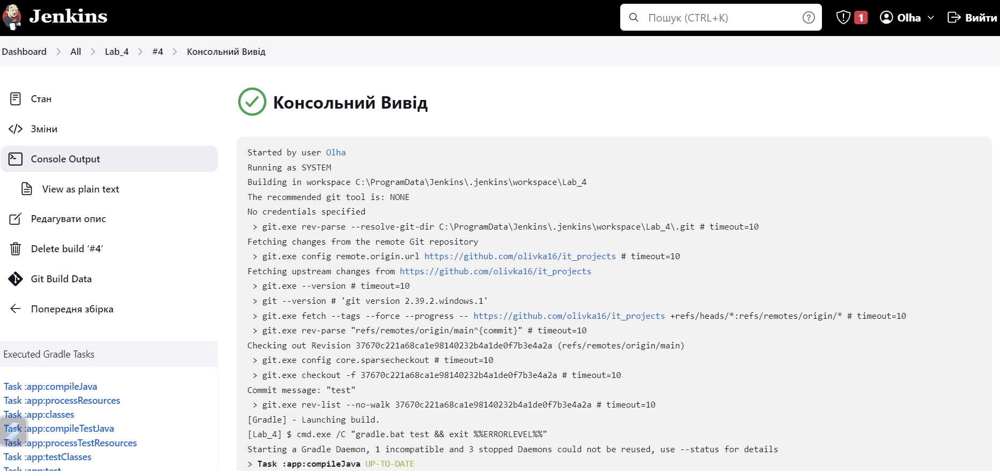 Jenkins
Пошук (CTRL+K)
?
1
Olha
Вийти
Dashboard > All > Lab_4 > #4 > Консольний Вивід
Стан
Зміни
Console Output
View as plain text
Редагувати опис
Delete build ‘#4’
Git Build Data
Попередня збірка
Executed Gradle Tasks
Task :app:compileJava
Task :app:processResources
Task :app:classes
Task :app:compileTestJava
Task :app:processTestResources
Task :app:testClasses
Task :app:test
Консольний Вивід
Started by user Olha
Running as SYSTEM
Building in workspace C:\ProgramData\Jenkins\.jenkins\workspace\Lab_4
The recommended git tool is: NONE
No credentials specified
> git.exe rev-parse --resolve-git-dir C:\ProgramData\Jenkins\.jenkins\workspace\Lab_4\.git # timeout=10
Fetching changes from the remote Git repository
> git.exe config remote.origin.url https://github.com/olivka16/it_projects # timeout=10
Fetching upstream changes from https://github.com/olivka16/it_projects
> git.exe --version # timeout=10
> git --version # 'git version 2.39.2.windows.1'
> git.exe fetch --tags --force --progress -- https://github.com/olivka16/it_projects +refs/heads/*:refs/remotes/origin/* # timeout=10
> git.exe rev-parse "refs/remotes/origin/main^{commit}" # timeout=10
Checking out Revision 37670c221a68ca1e98140232b4a1de0f7b3e4a2a (refs/remotes/origin/main)
> git.exe config core.sparsecheckout # timeout=10
> git.exe checkout -f 37670c221a68ca1e98140232b4a1de0f7b3e4a2a # timeout=10
Commit message: "test"
> git.exe rev-list --no-walk 37670c221a68ca1e98140232b4a1de0f7b3e4a2a # timeout=10
[Gradle] - Launching build.
[Lab_4] $ cmd.exe /C "gradle.bat test && exit %%ERRORLEVEL%%"
Starting a Gradle Daemon, 1 incompatible and 3 stopped Daemons could not be reused, use --status for details
> Task :app:compileJava UP-TO-DATE